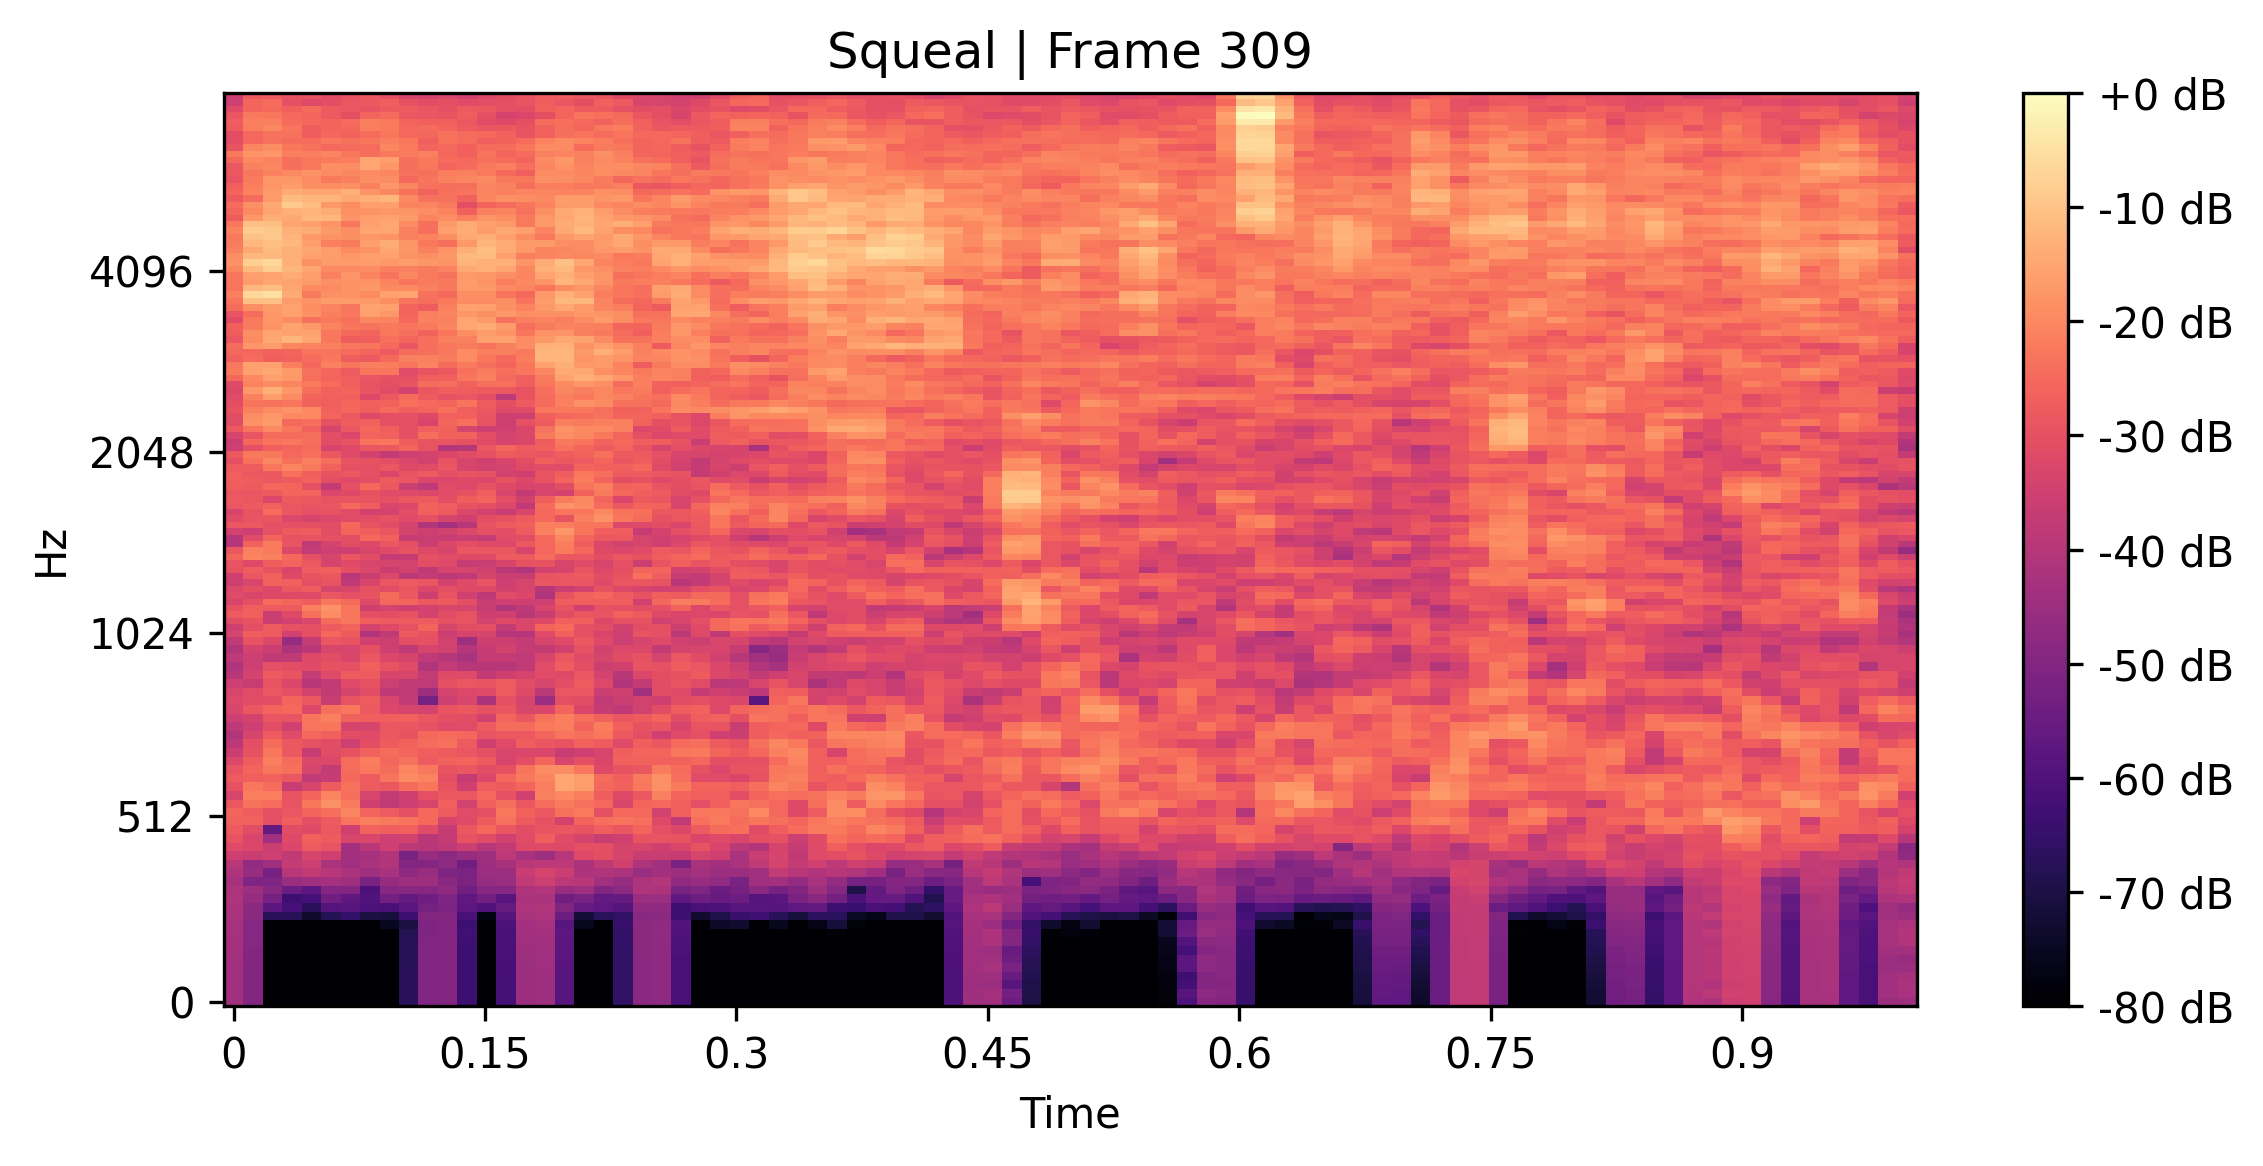 Squeal | Frame 309
Hz
4096
2048
1024
512
0
0 0.15 0.3 0.45 0.6 0.75 0.9
Time
+0 dB
-10 dB
-20 dB
-30 dB
-40 dB
-50 dB
-60 dB
-70 dB
-80 dB